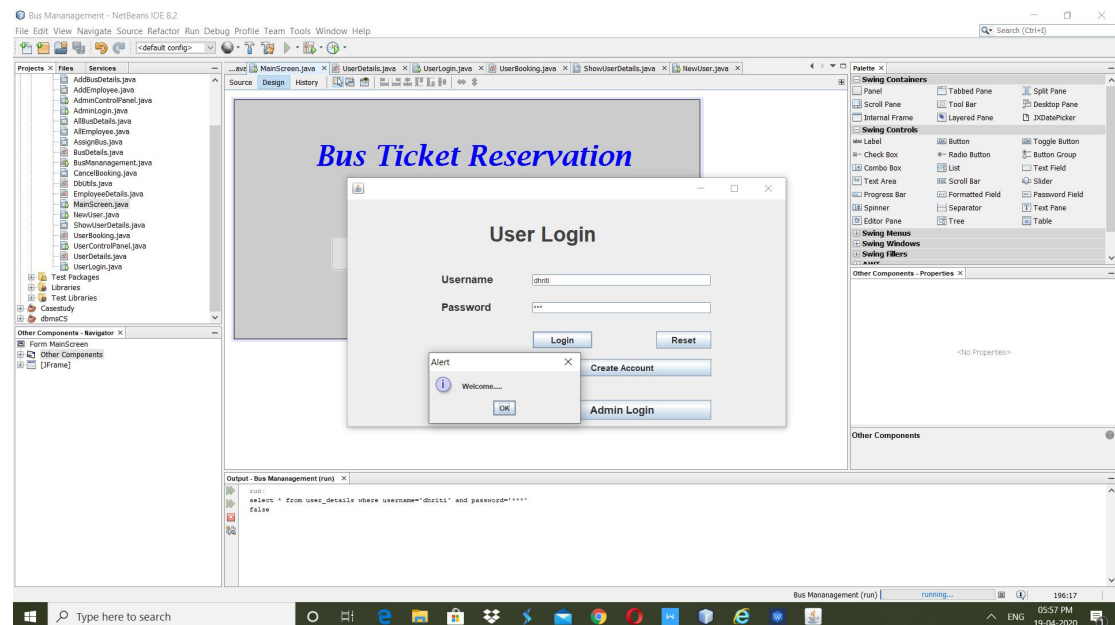 Bus Mananagement - NetBeans IDE 8.2
File Edit View Navigate Source Refactor Run Debug Profile Team Tools Window Help
Search (Ctrl+I)
<default config>
Projects × Files Services
...ava MainScreen.java × UserDetails.java × UserLogin.java × UserBooking.java × ShowUserDetails.java × NewUser.java ×
Source Design History
AddBusDetails.java
AddEmployee.java
AdminControlPanel.java
AdminLogin.java
AllBusDetails.java
AllEmployee.java
AssignBus.java
BusDetails.java
BusMananagement.java
CancelBooking.java
DbUtils.java
EmployeeDetails.java
MainScreen.java
NewUser.java
ShowUserDetails.java
UserBooking.java
UserControlPanel.java
UserDetails.java
UserLogin.java
Test Packages
Libraries
Test Libraries
Casestudy
dbmsCS
Other Components - Navigator ×
Form MainScreen
Other Components
[JFrame]
Bus Ticket Reservation
User Login
Username dhriti
Password ***
Login Reset
Create Account
Admin Login
Alert
Welcome.....
OK
Palette ×
Swing Containers
Panel Tabbed Pane Split Pane
Scroll Pane Tool Bar Desktop Pane
Internal Frame Layered Pane JXDatePicker
Swing Controls
Label Button Toggle Button
Check Box Radio Button Button Group
Combo Box List Text Field
Text Area Scroll Bar Slider
Progress Bar Formatted Field Password Field
Spinner Separator Text Pane
Editor Pane Tree Table
Swing Menus
Swing Windows
Swing Fillers
AWT
Other Components - Properties ×
<No Properties>
Other Components
Output - Bus Mananagement (run) ×
run:
select * from user_details where username='dhriti' and password='***'
false
Bus Mananagement (run) running... 196:17
Type here to search
ENG
05:57 PM
19-04-2020